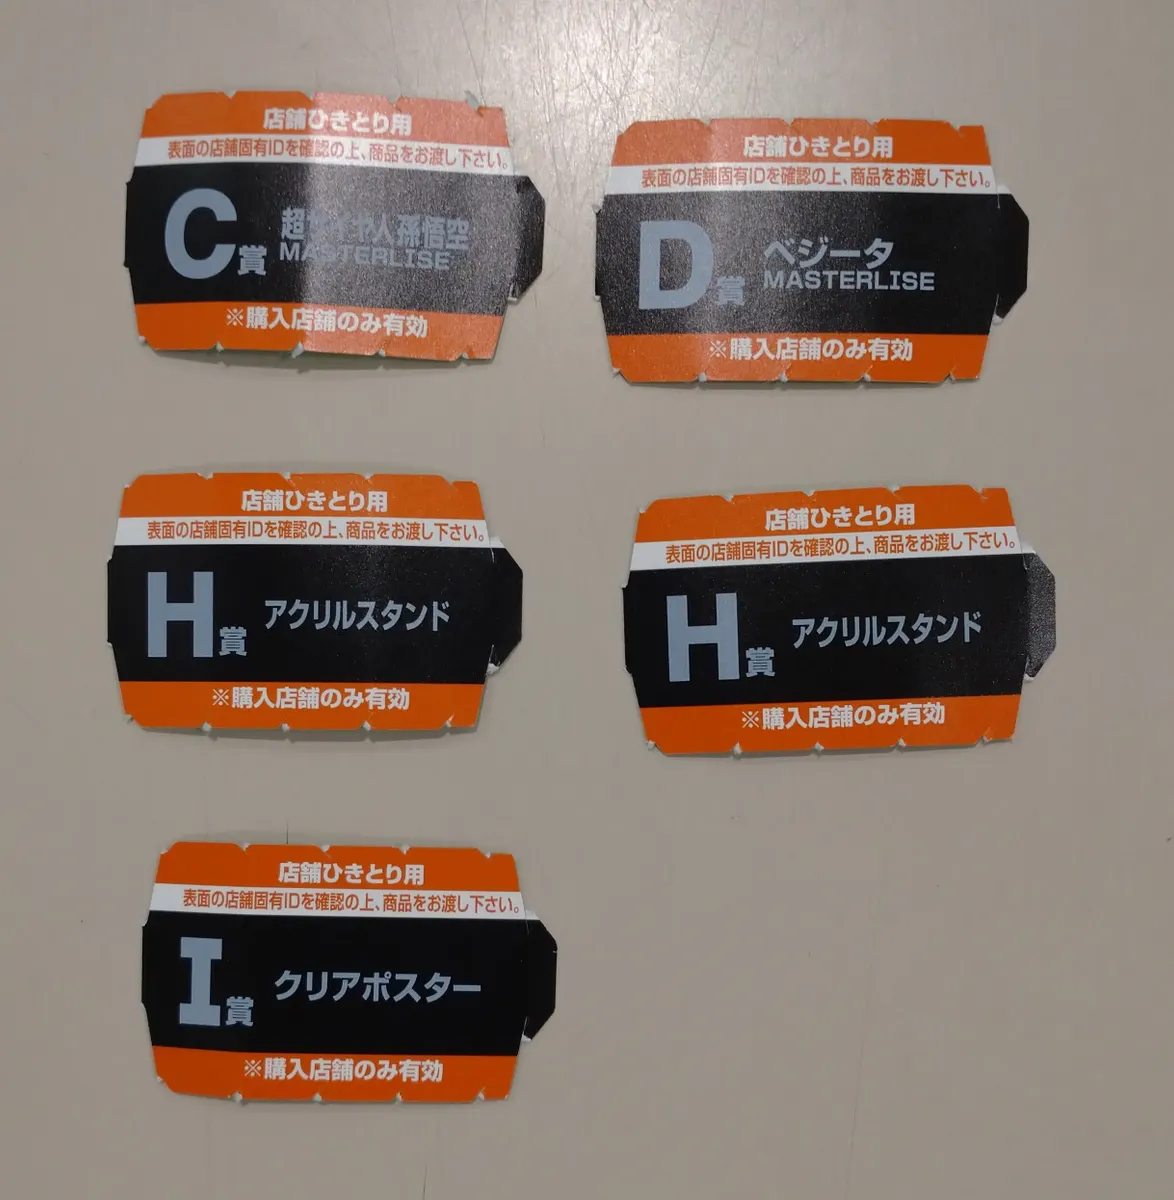 店舗ひきとり用
表面の店舗固有IDを確認の上、商品をお渡し下さい。
C賞 超サイヤ人孫悟空
MASTERLISE
※購入店舗のみ有効
店舗ひきとり用
表面の店舗固有IDを確認の上、商品をお渡し下さい。
D賞 ベジータ
MASTERLISE
※購入店舗のみ有効
店舗ひきとり用
表面の店舗固有IDを確認の上、商品をお渡し下さい。
H賞 アクリルスタンド
※購入店舗のみ有効
店舗ひきとり用
表面の店舗固有IDを確認の上、商品をお渡し下さい。
H賞 アクリルスタンド
※購入店舗のみ有効
店舗ひきとり用
表面の店舗固有IDを確認の上、商品をお渡し下さい。
I賞 クリアポスター
※購入店舗のみ有効